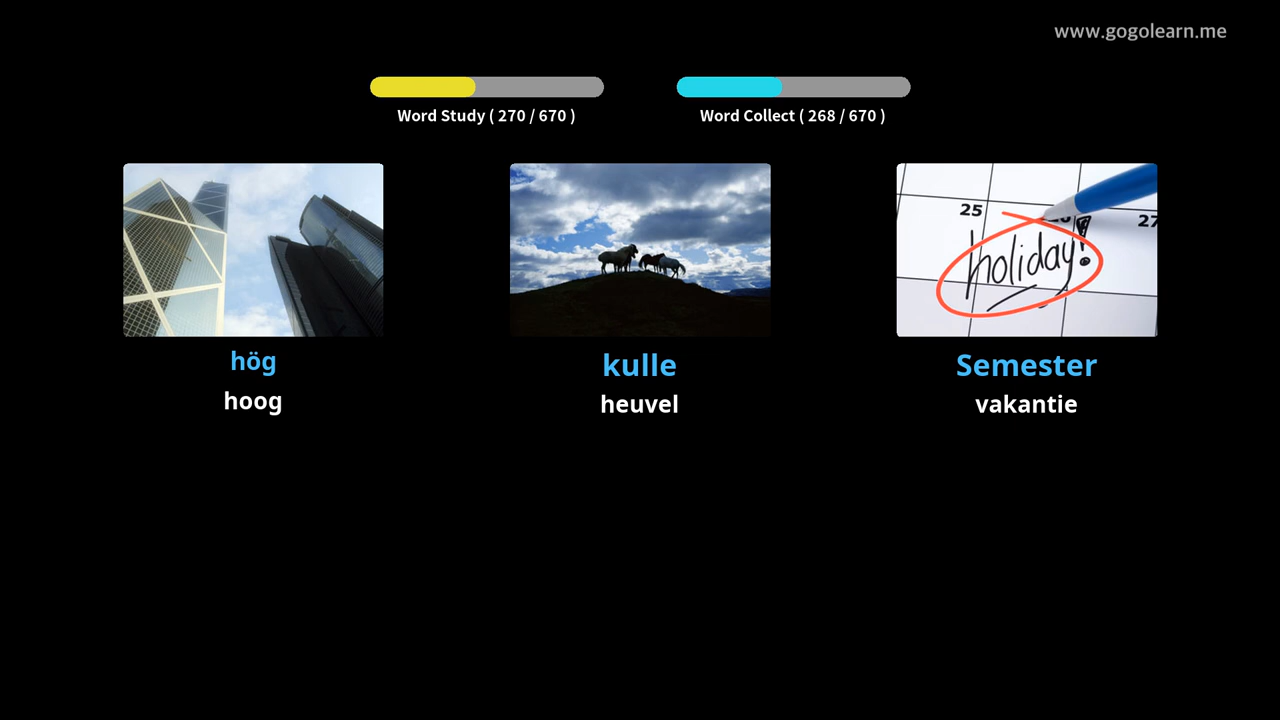 www.gogolearn.me
Word Study ( 270 / 670 )
Word Collect ( 268 / 670 )
25
27
holiday!
hög
kulle
Semester
hoog
heuvel
vakantie